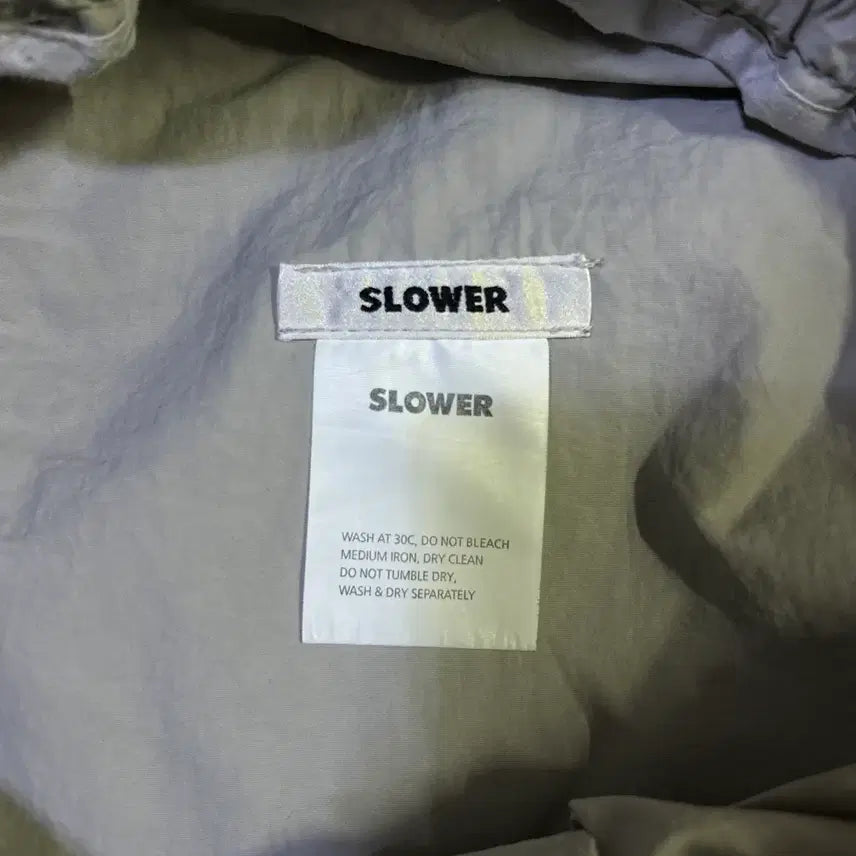 SLOWER
SLOWER
WASH AT 30C, DO NOT BLEACH
MEDIUM IRON, DRY CLEAN
DO NOT TUMBLE DRY,
WASH & DRY SEPARATELY